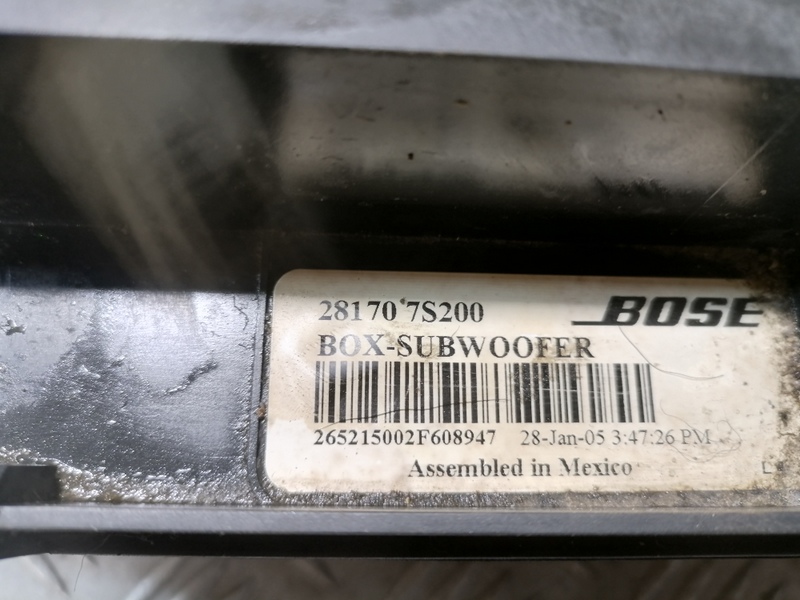 28170 7S200 BOSE
BOX-SUBWOOFER
265215002F608947 28-Jan-05 3:47:26 PM
Assembled in Mexico